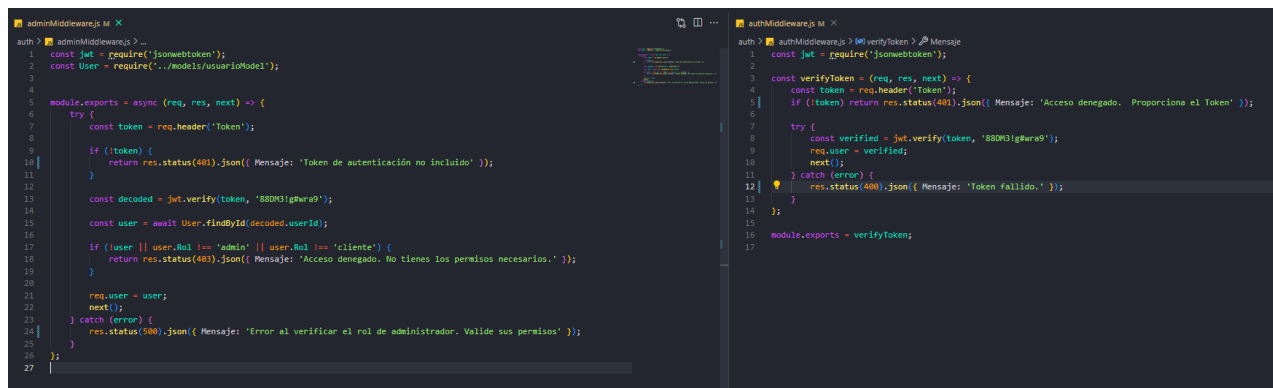 adminMiddleware.js M ×
auth > adminMiddleware.js > ...
1 const jwt = require('jsonwebtoken');
2 const User = require('../models/usuarioModel');
3
4
5 module.exports = async (req, res, next) => {
6 try {
7 const token = req.header('Token');
8
9 if (!token) {
10 return res.status(401).json({ Mensaje: 'Token de autenticación no incluido' });
11 }
12
13 const decoded = jwt.verify(token, '88DM3!g#wra9');
14
15 const user = await User.findById(decoded.userId);
16
17 if (!user || user.Rol !== 'admin' || user.Rol !== 'cliente') {
18 return res.status(403).json({ Mensaje: 'Acceso denegado. No tienes los permisos necesarios.' });
19 }
20
21 req.user = user;
22 next();
23 } catch (error) {
24 res.status(500).json({ Mensaje: 'Error al verificar el rol de administrador. Valide sus permisos' });
25 }
26 };
27
authMiddleware.js M ×
auth > authMiddleware.js > verifyToken > Mensaje
1 const jwt = require('jsonwebtoken');
2
3 const verifyToken = (req, res, next) => {
4 const token = req.header('Token');
5 if (!token) return res.status(401).json({ Mensaje: 'Acceso denegado.  Proporciona el Token' });
6
7 try {
8 const verified = jwt.verify(token, '88DM3!g#wra9');
9 req.user = verified;
10 next();
11 } catch (error) {
12 res.status(400).json({ Mensaje: 'Token fallido.' });
13 }
14 };
15
16 module.exports = verifyToken;
17